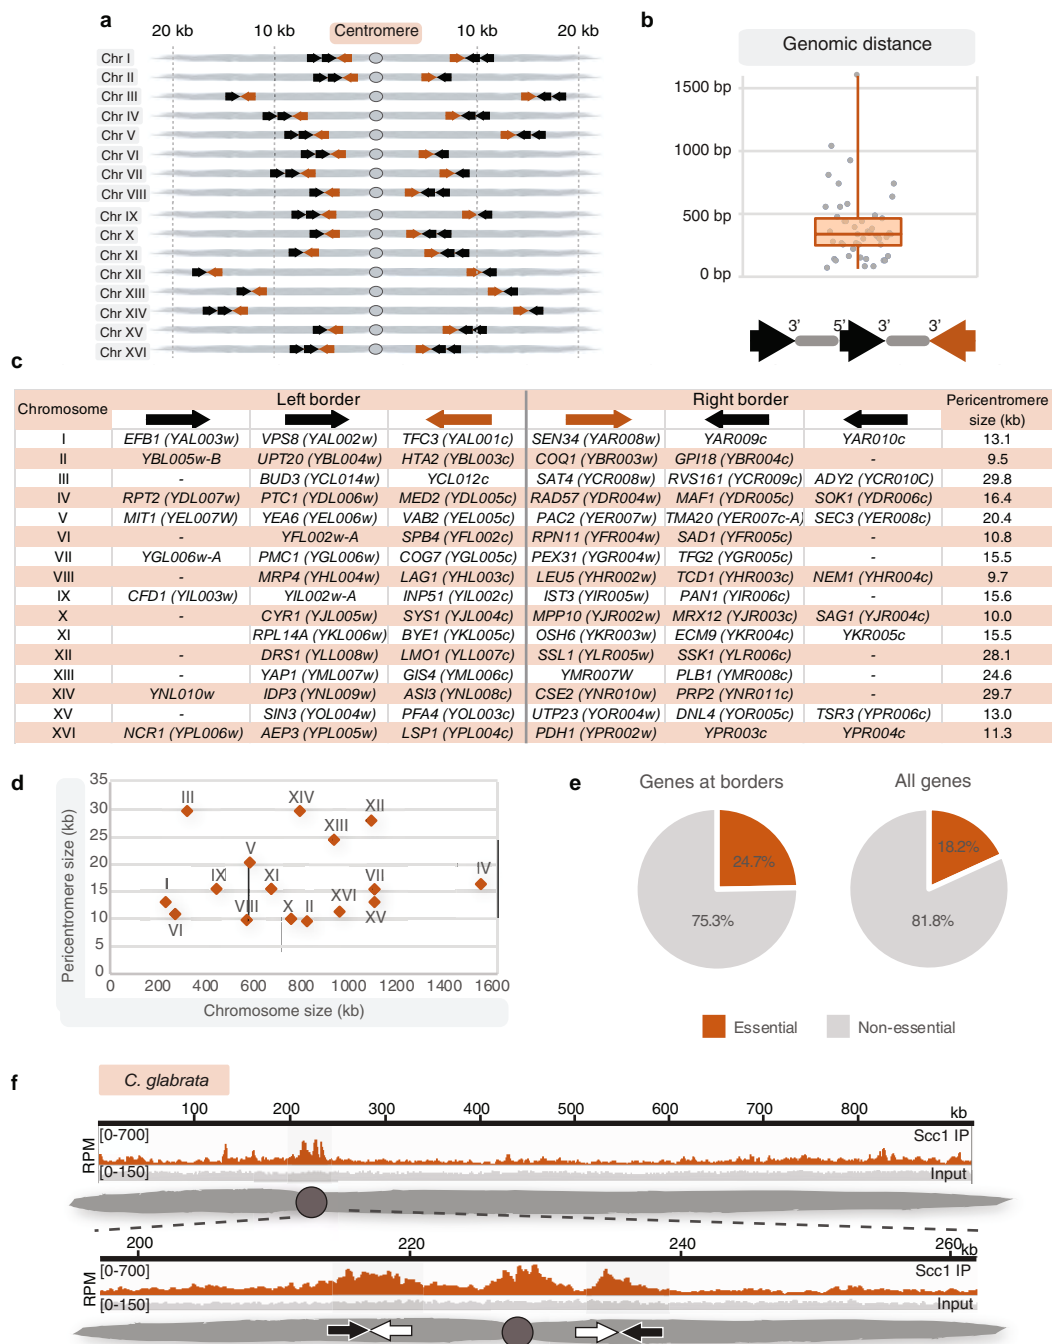 a
20 kb 10 kb Centromere 10 kb 20 kb
Chr I
Chr II
Chr III
Chr IV
Chr V
Chr VI
Chr VII
Chr VIII
Chr IX
Chr X
Chr XI
Chr XII
Chr XIII
Chr XIV
Chr XV
Chr XVI
b
Genomic distance
1500 bp
1000 bp
500 bp
0 bp
3' 5' 3' 3'
c
Chromosome Left border Right border Pericentromere size (kb)
I EFB1 (YAL003w) VPS8 (YAL002w) TFC3 (YAL001c) SEN34 (YAR008w) YAR009c YAR010c 13.1
II YBL005w-B UPT20 (YBL004w) HTA2 (YBL003c) COQ1 (YBR003w) GPI18 (YBR004c) - 9.5
III - BUD3 (YCL014w) YCL012c SAT4 (YCR008w) RVS161 (YCR009c) ADY2 (YCR010C) 29.8
IV RPT2 (YDL007w) PTC1 (YDL006w) MED2 (YDL005c) RAD57 (YDR004w) MAF1 (YDR005c) SOK1 (YDR006c) 16.4
V MIT1 (YEL007W) YEA6 (YEL006w) VAB2 (YEL005c) PAC2 (YER007w) TMA20 (YER007c-A) SEC3 (YER008c) 20.4
VI - YFL002w-A SPB4 (YFL002c) RPN11 (YFR004w) SAD1 (YFR005c) - 10.8
VII YGL006w-A PMC1 (YGL006w) COG7 (YGL005c) PEX31 (YGR004w) TFG2 (YGR005c) - 15.5
VIII - MRP4 (YHL004w) LAG1 (YHL003c) LEU5 (YHR002w) TCD1 (YHR003c) NEM1 (YHR004c) 9.7
IX CFD1 (YIL003w) YIL002w-A INP51 (YIL002c) IST3 (YIR005w) PAN1 (YIR006c) - 15.6
X - CYR1 (YJL005w) SYS1 (YJL004c) MPP10 (YJR002w) MRX12 (YJR003c) SAG1 (YJR004c) 10.0
XI RPL14A (YKL006w) BYE1 (YKL005c) OSH6 (YKR003w) ECM9 (YKR004c) YKR005c 15.5
XII - DRS1 (YLL008w) LMO1 (YLL007c) SSL1 (YLR005w) SSK1 (YLR006c) - 28.1
XIII - YAP1 (YML007w) GIS4 (YML006c) YMR007W PLB1 (YMR008c) - 24.6
XIV YNL010w IDP3 (YNL009w) ASI3 (YNL008c) CSE2 (YNR010w) PRP2 (YNR011c) - 29.7
XV - SIN3 (YOL004w) PFA4 (YOL003c) UTP23 (YOR004w) DNL4 (YOR005c) TSR3 (YPR006c) 13.0
XVI NCR1 (YPL006w) AEP3 (YPL005w) LSP1 (YPL004c) PDH1 (YPR002w) YPR003c YPR004c 11.3
d
Pericentromere size (kb)
35
30
25
20
15
10
5
0
III XIV XII
XIII
V
I IX XI VII IV
VI VIII X II XVI XV
0 200 400 600 800 1000 1200 1400 1600
Chromosome size (kb)
e
Genes at borders All genes
24.7% 18.2%
75.3% 81.8%
Essential Non-essential
f
C. glabrata
100 200 300 400 500 600 700 800 kb
RPM [0-700] Scc1 IP
[0-150] Input
200 220 240 260 kb
RPM [0-700] Scc1 IP
[0-150] Input